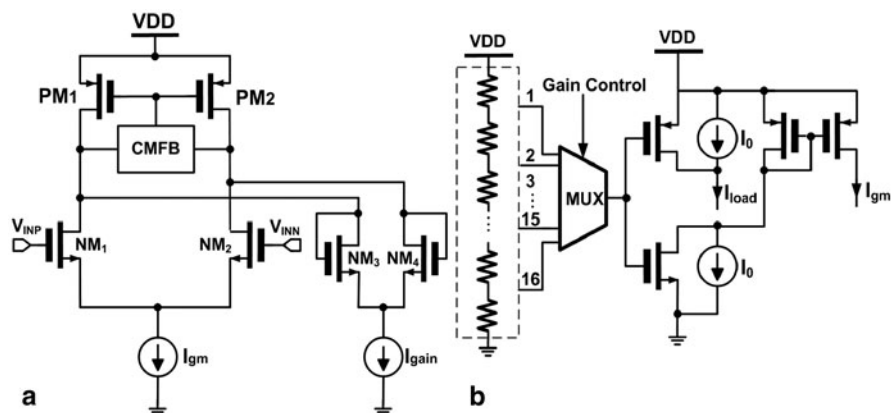 VDD
PM1
PM2
CMFB
VINP
NM1
NM2
VINN
NM3
NM4
Igm
Igain
a
VDD
Gain Control
1
2
3
15
16
MUX
I0
Iload
Igm
I0
b